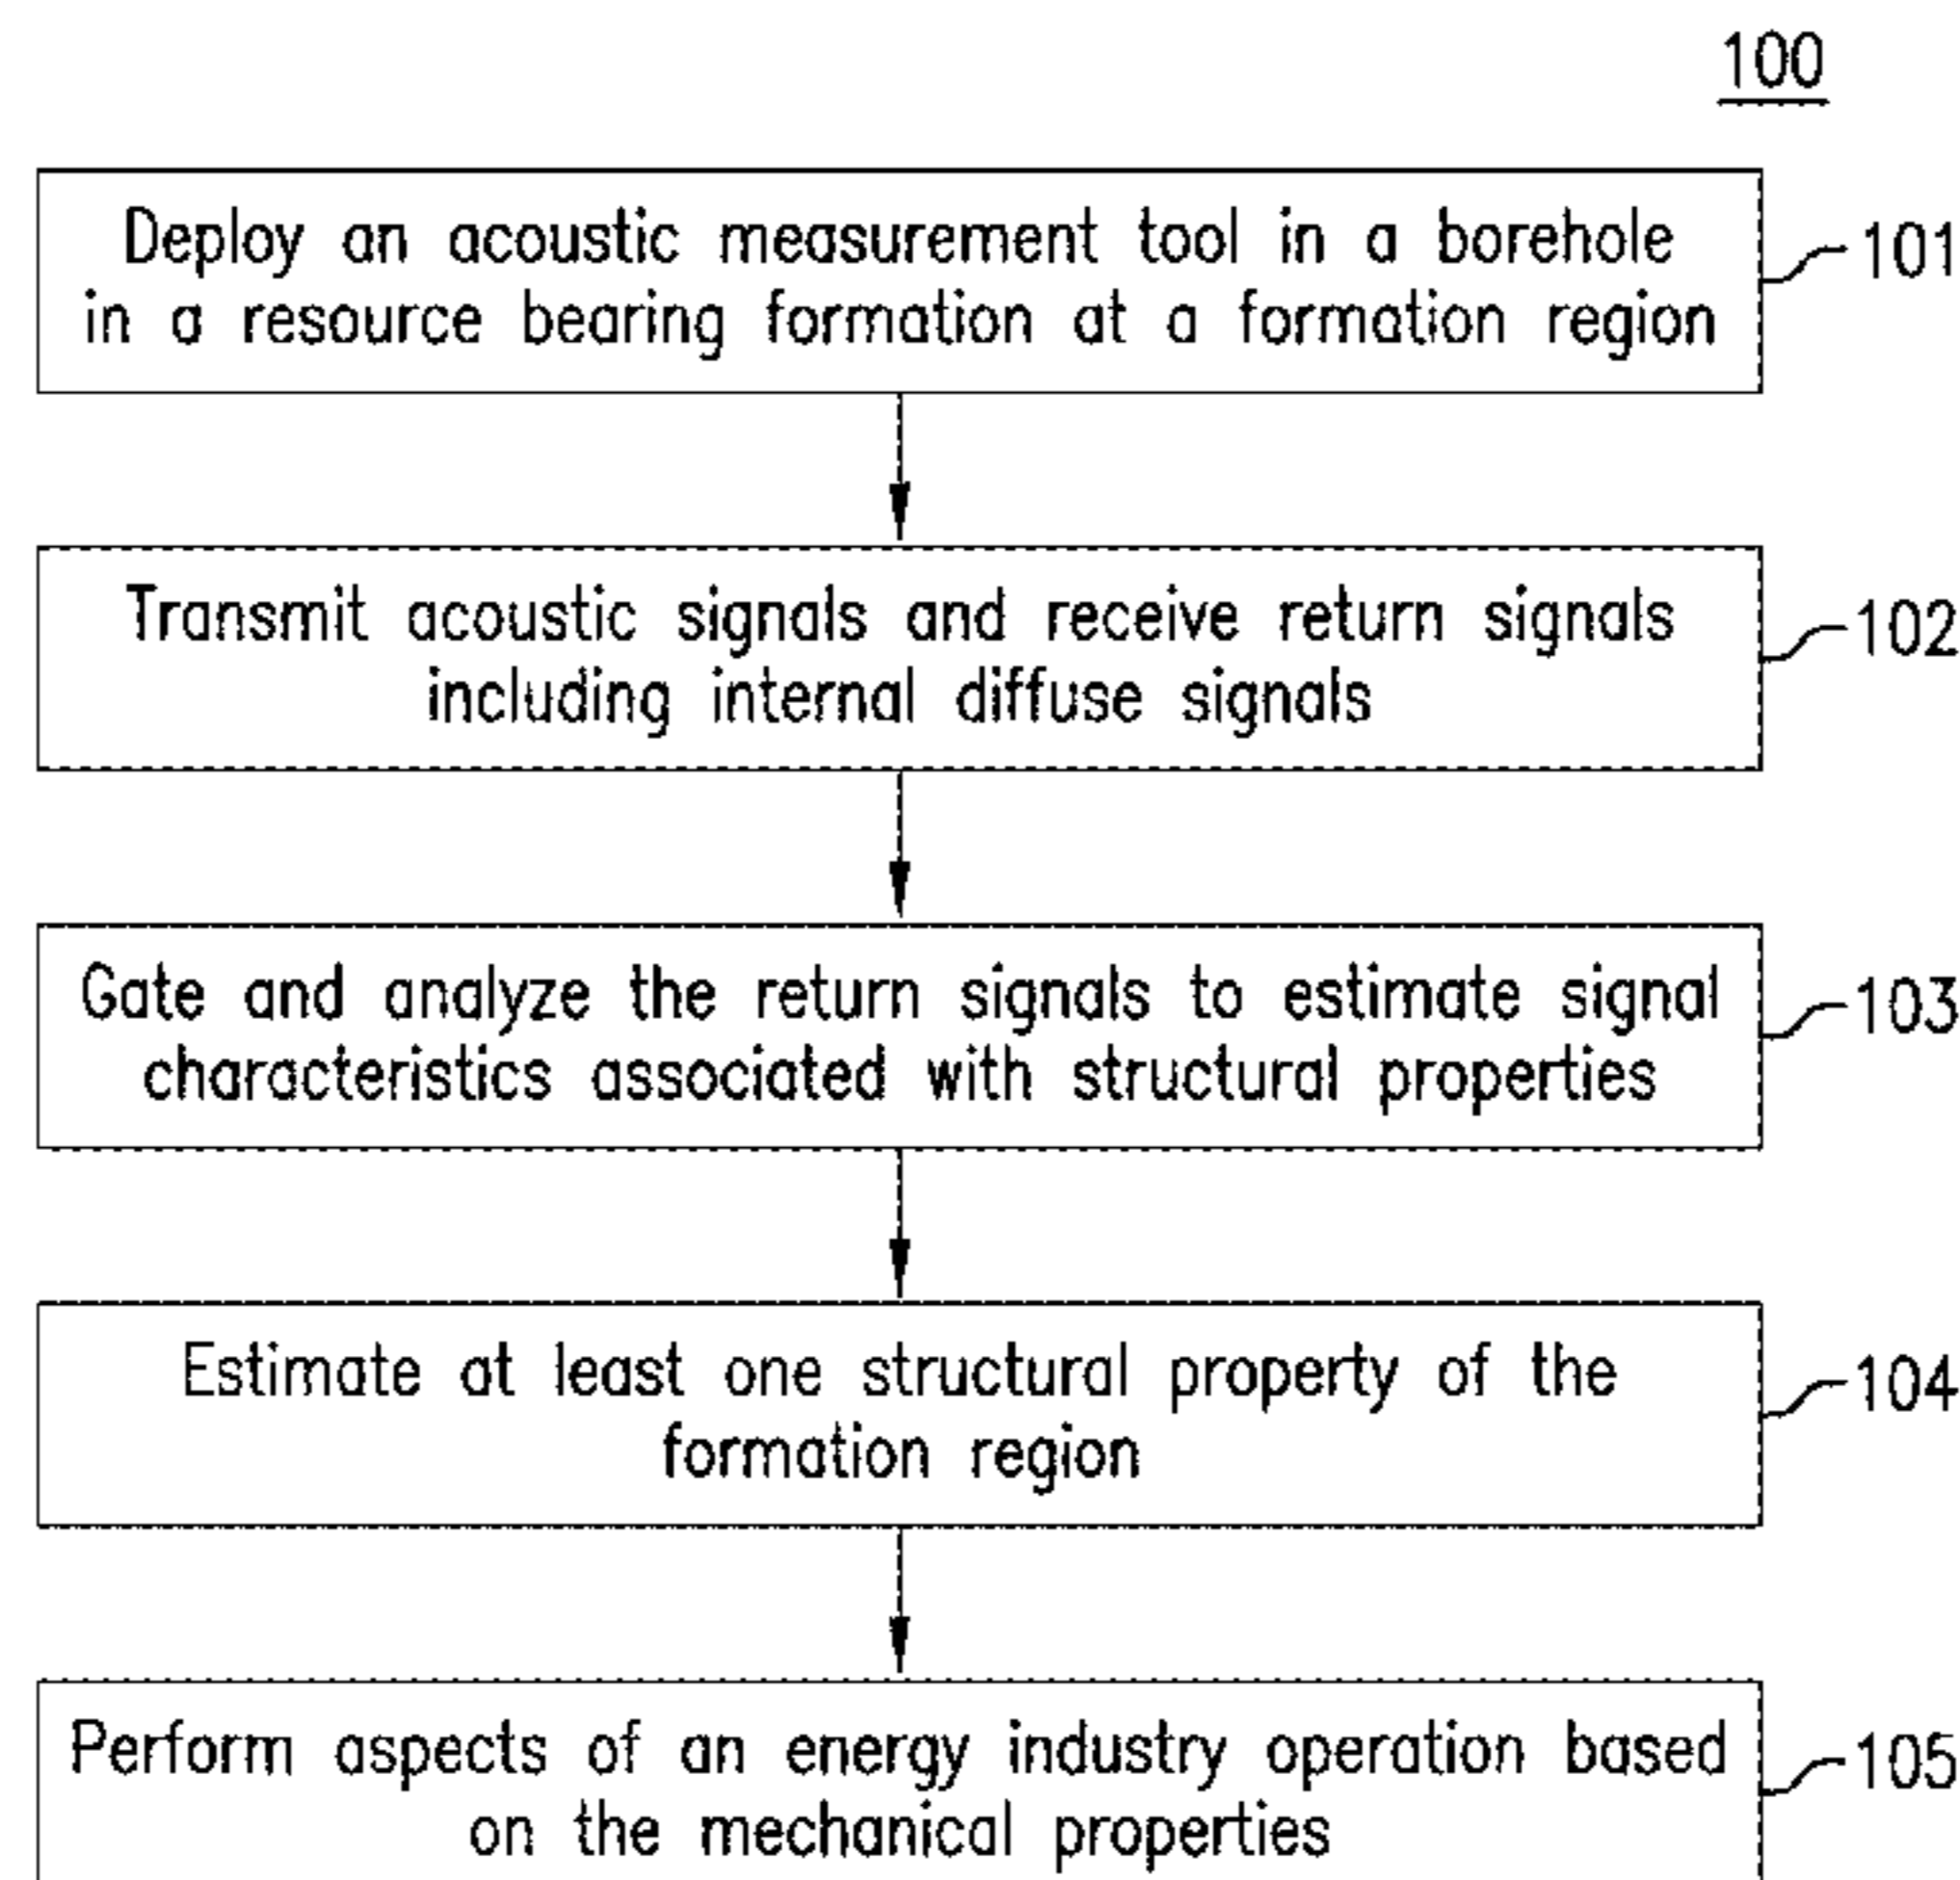 100
Deploy an acoustic measurement tool in a borehole
in a resource bearing formation at a formation region
101
Transmit acoustic signals and receive return signals
including internal diffuse signals
102
Gate and analyze the return signals to estimate signal
characteristics associated with structural properties
103
Estimate at least one structural property of the
formation region
104
Perform aspects of an energy industry operation based
on the mechanical properties
105